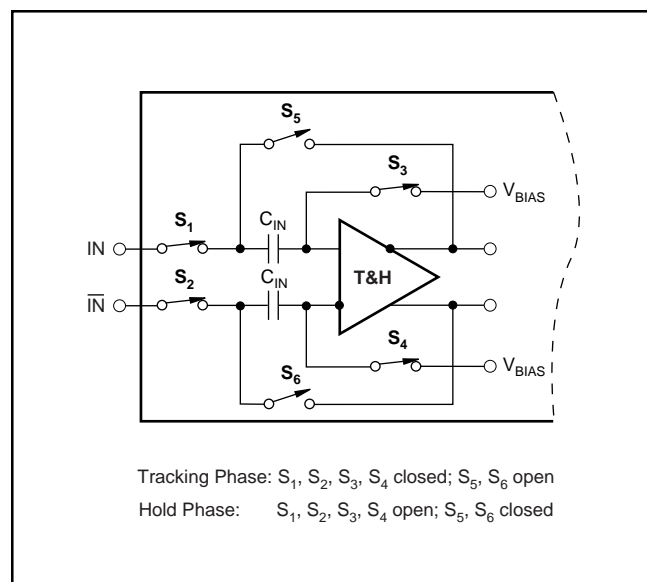 S5
S3
VBIAS
S1
CIN
IN
T&H
S2
CIN
I̅N̅
S4
S6
VBIAS
Tracking Phase: S1, S2, S3, S4 closed; S5, S6 open
Hold Phase: S1, S2, S3, S4 open; S5, S6 closed